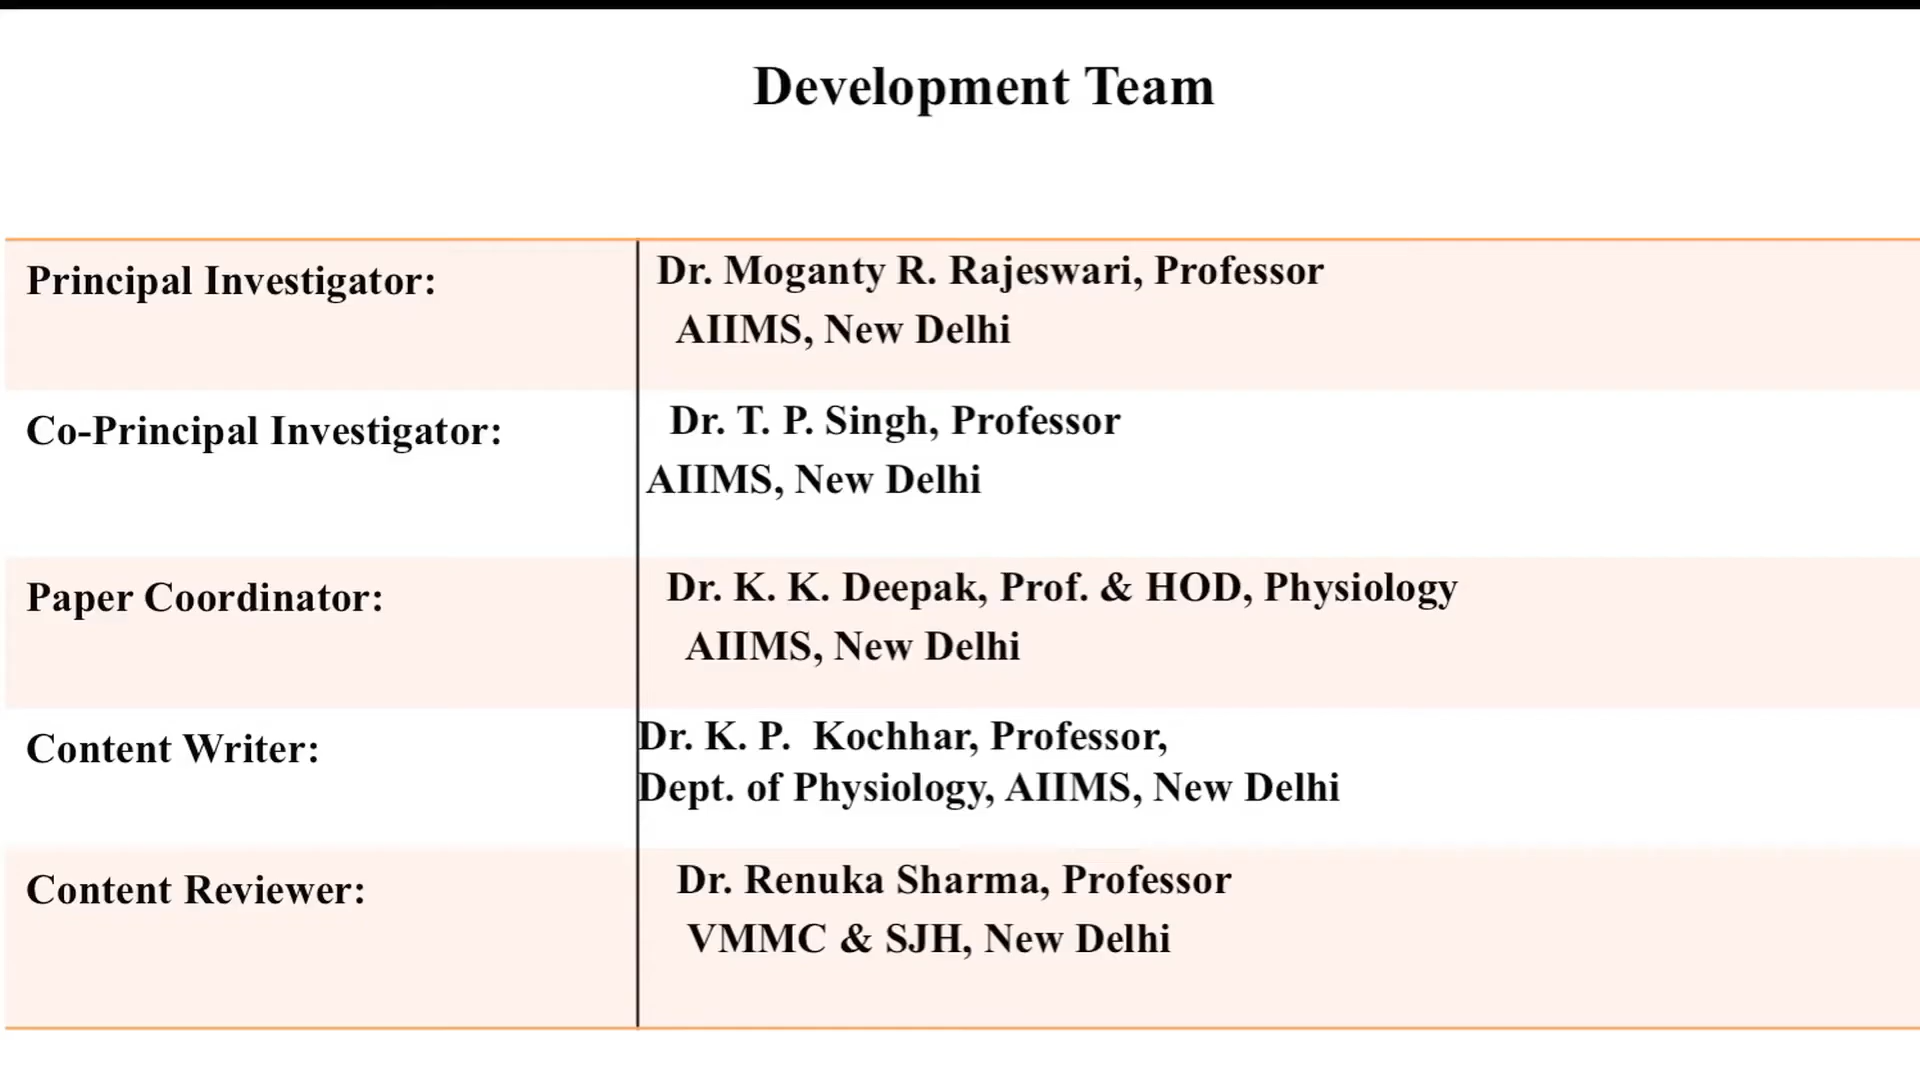 Development Team
Principal Investigator:
Dr. Moganty R. Rajeswari, Professor
AIIMS, New Delhi
Co-Principal Investigator:
Dr. T. P. Singh, Professor
AIIMS, New Delhi
Paper Coordinator:
Dr. K. K. Deepak, Prof. & HOD, Physiology
AIIMS, New Delhi
Content Writer:
Dr. K. P.  Kochhar, Professor,
Dept. of Physiology, AIIMS, New Delhi
Content Reviewer:
Dr. Renuka Sharma, Professor
VMMC & SJH, New Delhi